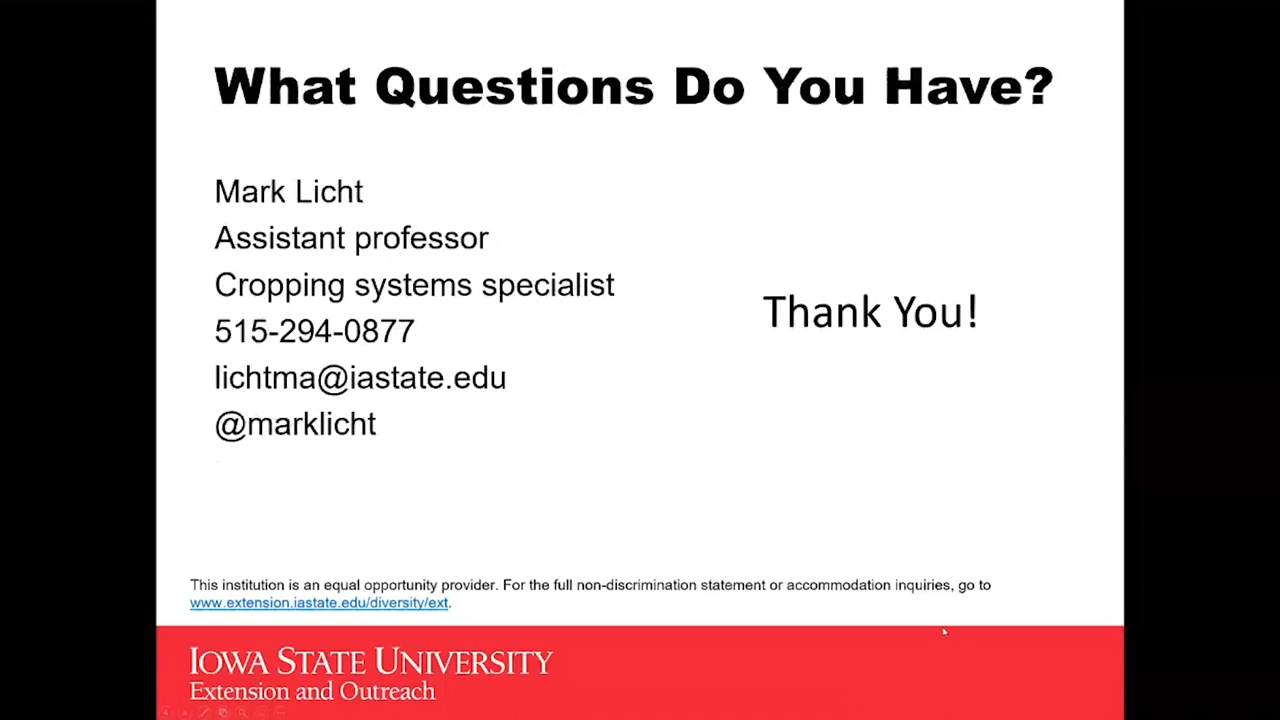 What Questions Do You Have?
Mark Licht
Assistant professor
Cropping systems specialist
515-294-0877
lichtma@iastate.edu
@marklicht
Thank You!
This institution is an equal opportunity provider. For the full non-discrimination statement or accommodation inquiries, go to
www.extension.iastate.edu/diversity/ext.
IOWA STATE UNIVERSITY
Extension and Outreach